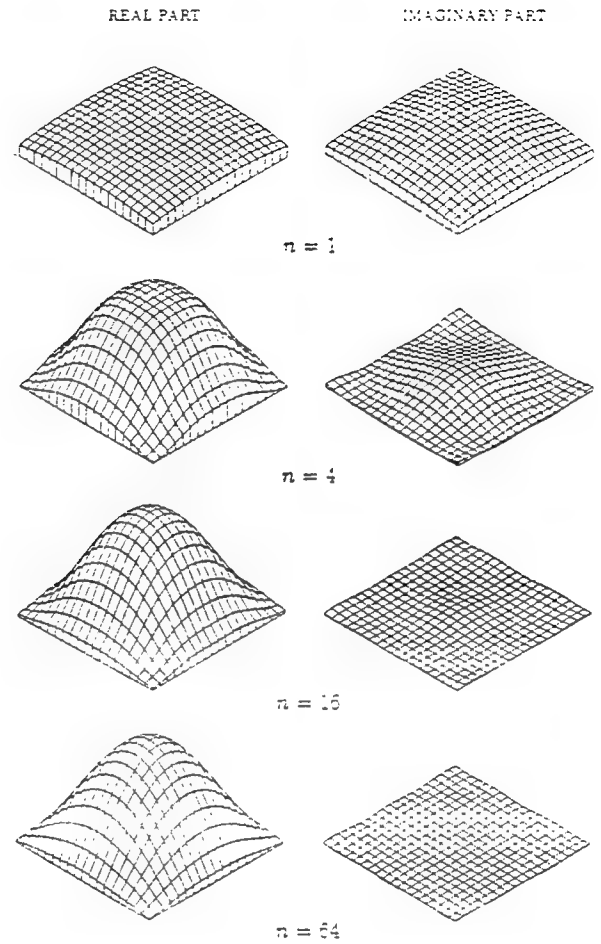 REAL PART IMAGINARY PART
n = 1
n = 4
n = 16
n = 64